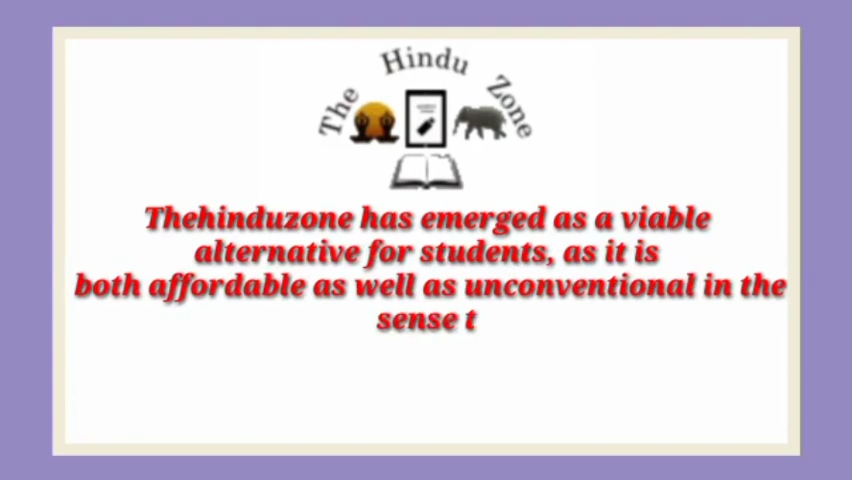 The Hindu Zone
Thehinduzone has emerged as a viable
alternative for students, as it is
both affordable as well as unconventional in the
sense t